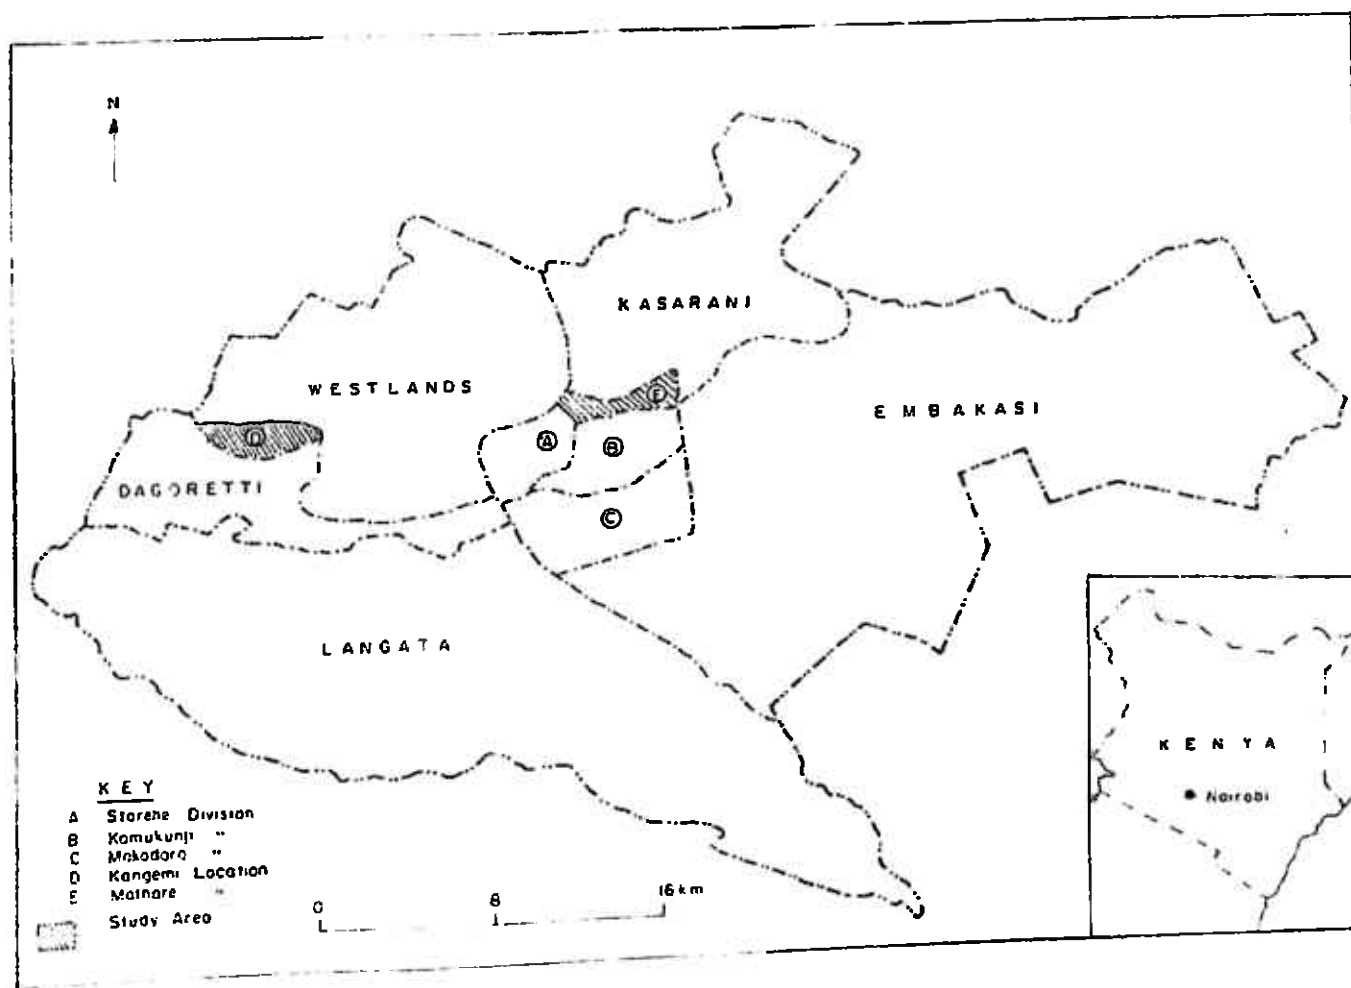 N
KASARANI
WESTLANDS
EMBAKASI
E
D
A
B
DAGORETTI
C
LANGATA
KENYA
Nairobi
KEY
A Starehe Division
B Kamukunji "
C Makadara "
D Kangemi Location
E Mathare "
Study Area
0 8 16 km